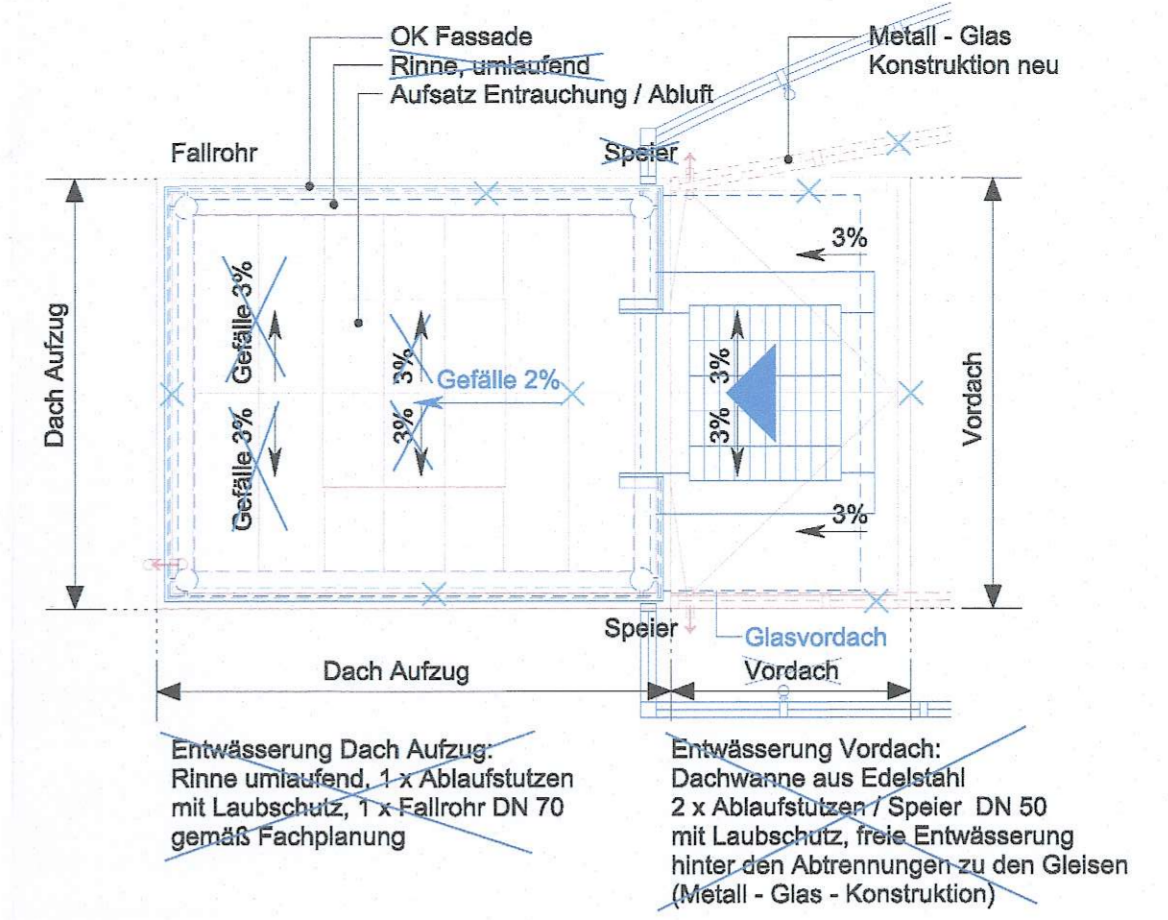 OK Fassade
Rinne, umlaufend
Aufsatz Entrauchung / Abluft
Metall - Glas
Konstruktion neu
Fallrohr
Speier
3%
Gefälle 3%
3%
Gefälle 2%
3%
Gefälle 3%
3%
3%
3%
Dach Aufzug
Vordach
Speier
Glasvordach
Dach Aufzug
Vordach
Entwässerung Dach Aufzug:
Rinne umlaufend, 1 x Ablaufstutzen
mit Laubschutz, 1 x Fallrohr DN 70
gemäß Fachplanung
Entwässerung Vordach:
Dachwanne aus Edelstahl
2 x Ablaufstutzen / Speier DN 50
mit Laubschutz, freie Entwässerung
hinter den Abtrennungen zu den Gleisen
(Metall - Glas - Konstruktion)